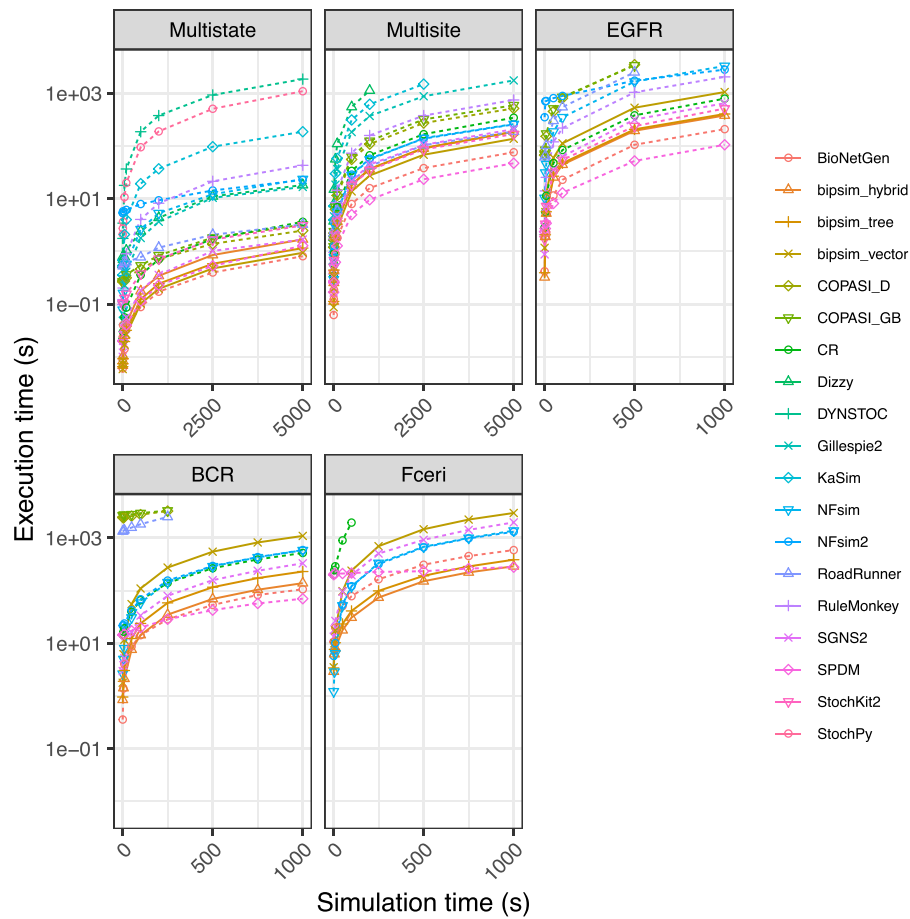 Multistate
Multisite
EGFR
1e+03
1e+01
1e−01
0
2500
5000
0
2500
5000
0
500
1000
BCR
Fceri
1e+03
1e+01
1e−01
0
500
1000
0
500
1000
Execution time (s)
Simulation time (s)
BioNetGen
bipsim_hybrid
bipsim_tree
bipsim_vector
COPASI_D
COPASI_GB
CR
Dizzy
DYNSTOC
Gillespie2
KaSim
NFsim
NFsim2
RoadRunner
RuleMonkey
SGNS2
SPDM
StochKit2
StochPy